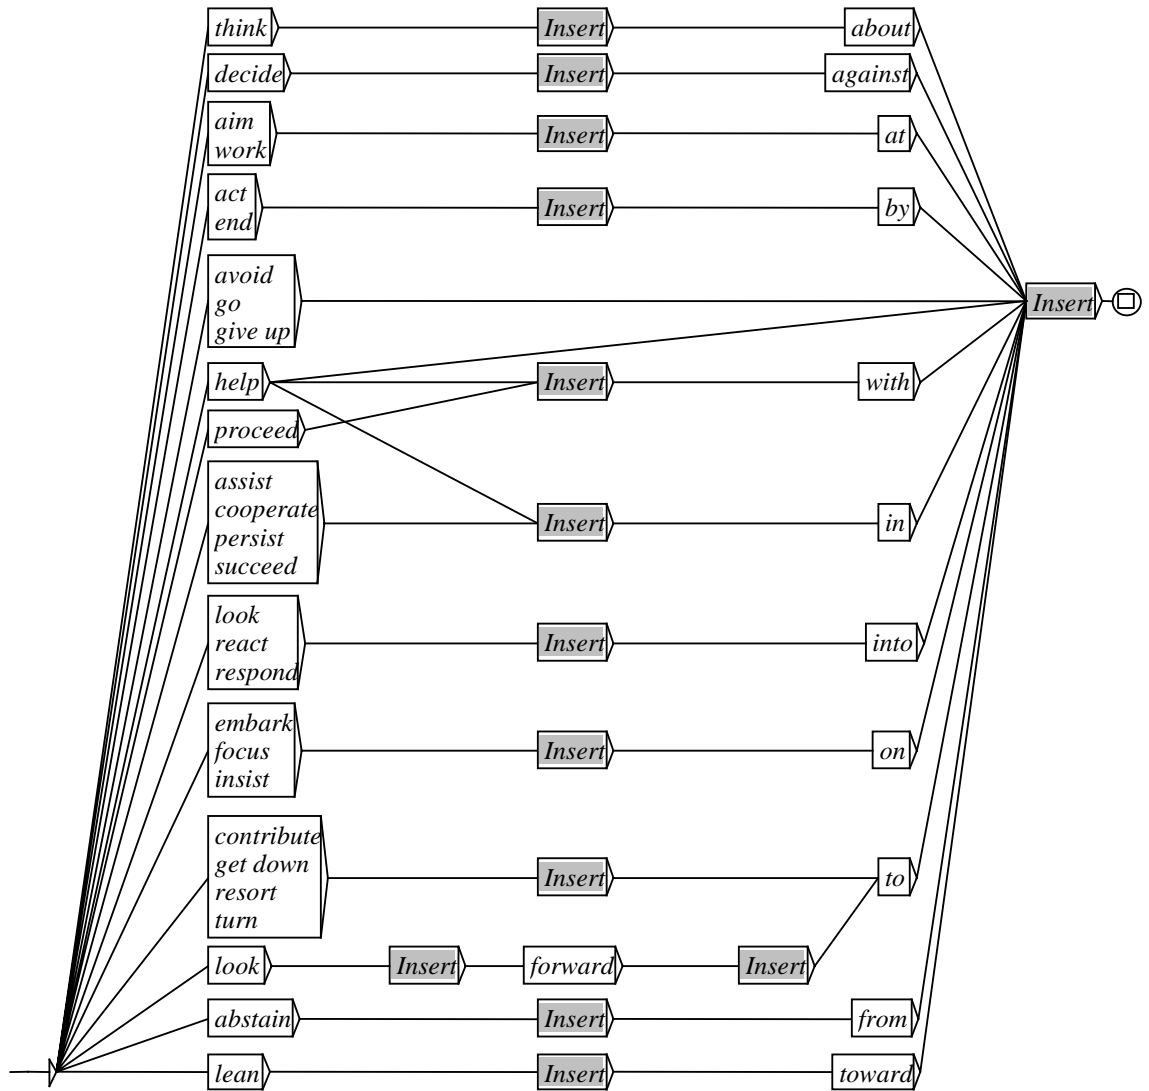 think Insert about
decide Insert against
aim
work Insert at
act
end Insert by
avoid
go
give up Insert
help Insert with
proceed
assist
cooperate
persist
succeed Insert in
look
react
respond Insert into
embark
focus
insist Insert on
contribute
get down
resort
turn Insert to
look Insert forward Insert
abstain Insert from
lean Insert toward